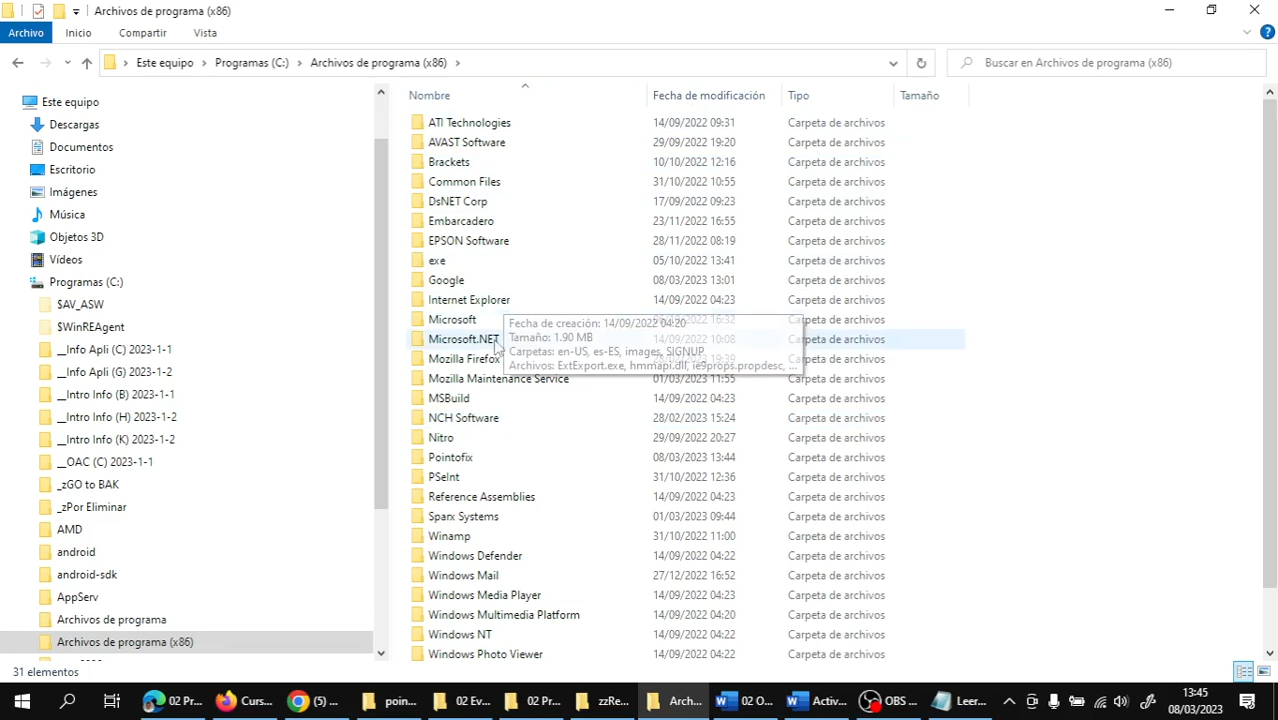 Archivos de programa (x86)
Archivo Inicio Compartir Vista
Este equipo Programas (C:) Archivos de programa (x86)
Buscar en Archivos de programa (x86)
Este equipo
Descargas
Documentos
Escritorio
Imágenes
Música
Objetos 3D
Vídeos
Programas (C:)
$AV_ASW
$WinREAgent
__Info Apli (C) 2023-1-1
__Info Apli (G) 2023-1-2
__Intro Info (B) 2023-1-1
__Intro Info (H) 2023-1-2
__Intro Info (K) 2023-1-2
__OAC (C) 2023-1-1
_zGO to BAK
_zPor Eliminar
AMD
android
android-sdk
AppServ
Archivos de programa
Archivos de programa (x86)
Nombre Fecha de modificación Tipo Tamaño
ATI Technologies 14/09/2022 09:31 Carpeta de archivos
AVAST Software 29/09/2022 19:20 Carpeta de archivos
Brackets 10/10/2022 12:16 Carpeta de archivos
Common Files 31/10/2022 10:55 Carpeta de archivos
DsNET Corp 17/09/2022 09:23 Carpeta de archivos
Embarcadero 23/11/2022 16:55 Carpeta de archivos
EPSON Software 28/11/2022 08:19 Carpeta de archivos
exe 05/10/2022 13:41 Carpeta de archivos
Google 08/03/2023 13:01 Carpeta de archivos
Internet Explorer 14/09/2022 04:23 Carpeta de archivos
Microsoft 16:32 Carpeta de archivos
Microsoft.NET 14/09/2022 10:08 Carpeta de archivos
Mozilla Firefox 19:39 Carpeta de archivos
Mozilla Maintenance Service 01/03/2023 11:55 Carpeta de archivos
MSBuild 14/09/2022 04:23 Carpeta de archivos
NCH Software 28/02/2023 15:24 Carpeta de archivos
Nitro 29/09/2022 20:27 Carpeta de archivos
Pointofix 08/03/2023 13:44 Carpeta de archivos
PSeInt 31/10/2022 12:36 Carpeta de archivos
Reference Assemblies 14/09/2022 04:23 Carpeta de archivos
Sparx Systems 01/03/2023 09:44 Carpeta de archivos
Winamp 31/10/2022 11:00 Carpeta de archivos
Windows Defender 14/09/2022 04:22 Carpeta de archivos
Windows Mail 27/12/2022 16:52 Carpeta de archivos
Windows Media Player 14/09/2022 04:23 Carpeta de archivos
Windows Multimedia Platform 14/09/2022 04:20 Carpeta de archivos
Windows NT 14/09/2022 04:22 Carpeta de archivos
Windows Photo Viewer 14/09/2022 04:22 Carpeta de archivos
Fecha de creación: 14/09/2022 04:20
Tamaño: 1.90 MB
Carpetas: en-US, es-ES, images, SIGNUP
Archivos: ExtExport.exe, hmmapi.dll, ie9props.propdesc, ...
31 elementos
02 Pr... Curs... (5) ... poin... 02 Ev... 02 Pr... zzRe... Arch... 02 O... Activ... OBS ... Leer... 13:45
08/03/2023